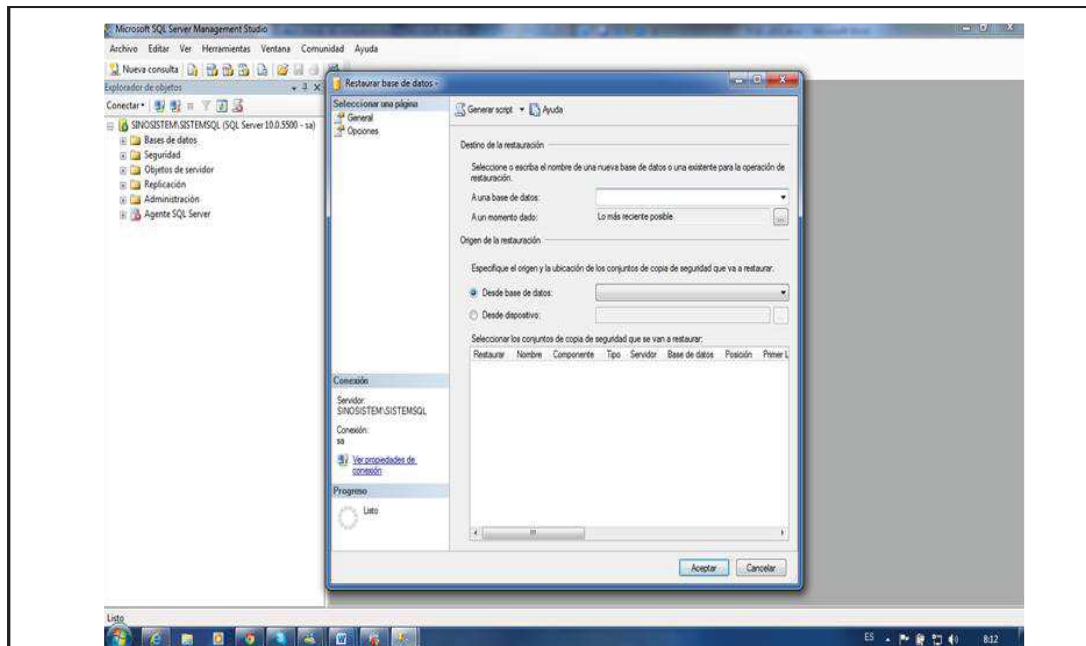 Microsoft SQL Server Management Studio
Archivo Editar Ver Herramientas Ventana Comunidad Ayuda
Nueva consulta
Explorador de objetos
Conectar
SINOSISTEM\SISTEMSQL (SQL Server 10.0.5500 - sa)
Bases de datos
Seguridad
Objetos de servidor
Replicación
Administración
Agente SQL Server
Restaurar base de datos -
Seleccionar una página
General
Opciones
Generar script Ayuda
Destino de la restauración
Seleccione o escriba el nombre de una nueva base de datos o una existente para la operación de
restauración.
A una base de datos:
A un momento dado: Lo más reciente posible ...
Origen de la restauración
Especifique el origen y la ubicación de los conjuntos de copia de seguridad que va a restaurar.
Desde base de datos:
Desde dispositivo: ...
Seleccionar los conjuntos de copia de seguridad que se van a restaurar:
Restaurar Nombre Componente Tipo Servidor Base de datos Posición Primer L
Conexión
Servidor:
SINOSISTEM\SISTEMSQL
Conexión:
sa
Ver propiedades de
conexión
Progreso
Listo
Aceptar Cancelar
Listo
ES 8:12